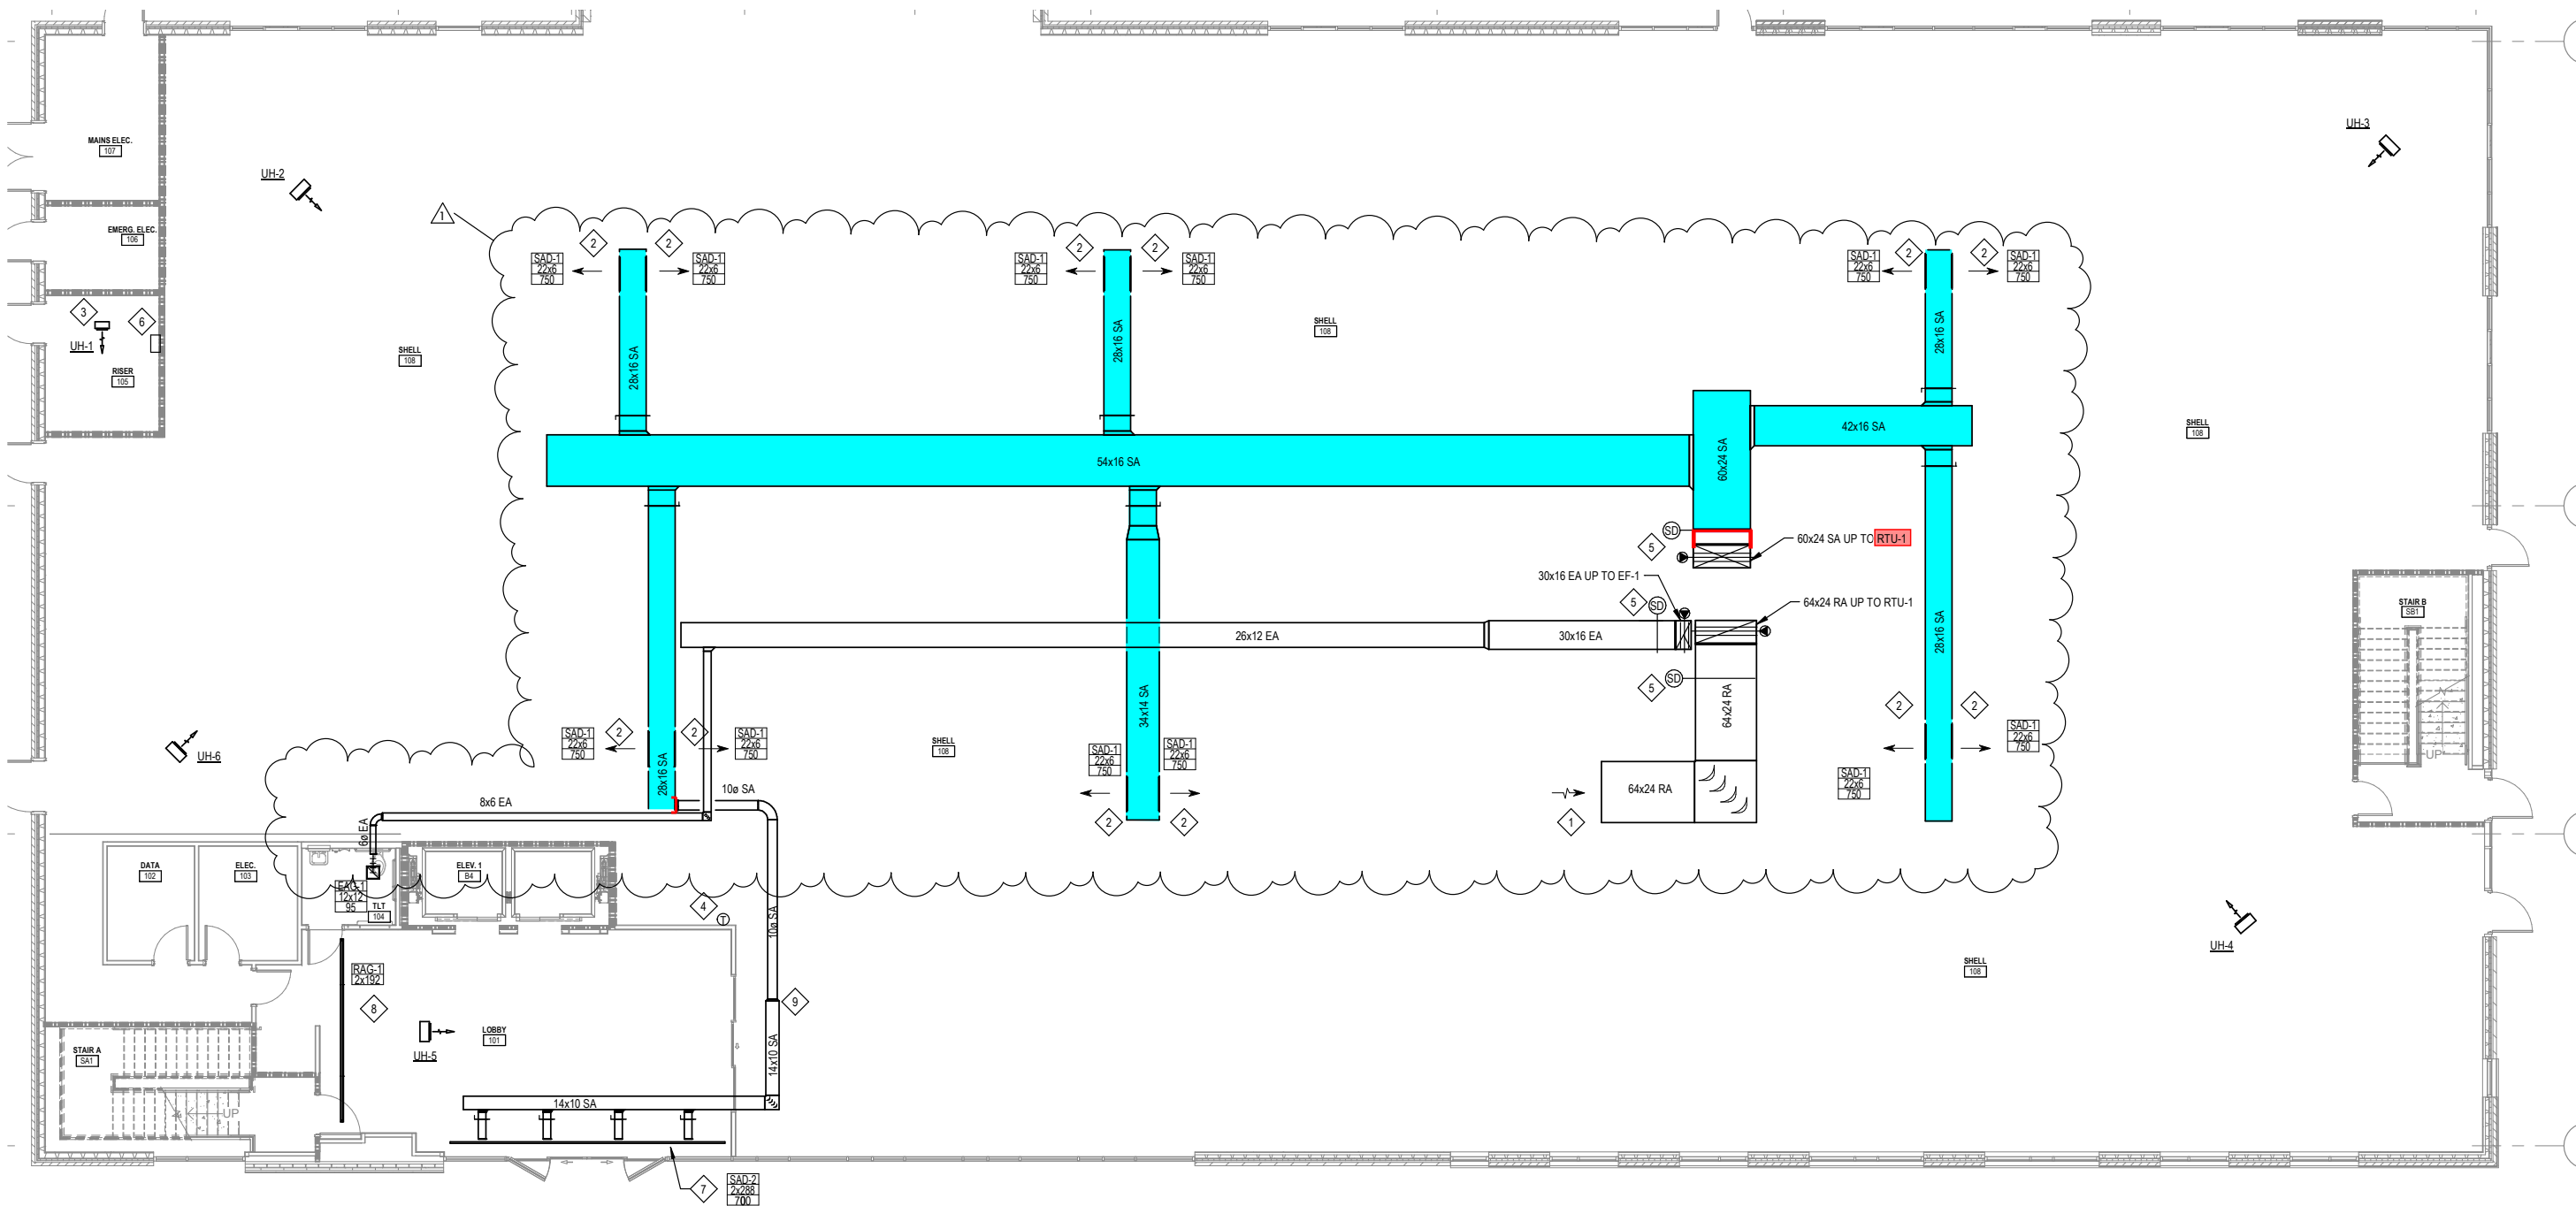 MAINS ELEC.
107
UH-2
UH-3
1
EMERG. ELEC.
106
3
6
UH-1
RISER
105
SHELL
108
SAD-1
22x6
750
2
2
SAD-1
22x6
750
SAD-1
22x6
750
2
2
SAD-1
22x6
750
SAD-1
22x6
750
2
2
SAD-1
22x6
750
SHELL
108
28x16 SA
28x16 SA
28x16 SA
54x16 SA
60x24 SA
42x16 SA
SHELL
108
SD
5
60x24 SA UP TO RTU-1
30x16 EA UP TO EF-1
5
SD
64x24 RA UP TO RTU-1
26x12 EA
30x16 EA
28x16 SA
STAIR B
SB1
UP
SD
5
64x24 RA
34x14 SA
UH-6
SAD-1
22x6
750
2
2
SAD-1
22x6
750
SHELL
108
SAD-1
22x6
750
SAD-1
22x6
750
2
2
2
2
SAD-1
22x6
750
SAD-1
22x6
750
28x16 SA
64x24 RA
1
8x6 EA
10ø SA
6ø EA
DATA
102
ELEC.
103
EAG-1
12x12
95
TLT
104
ELEV. 1
B4
4
T
10ø SA
UH-4
SHELL
108
RAG-1
2x192
8
9
LOBBY
101
UH-5
STAIR A
SA1
UP
14x10 SA
14x10 SA
7
SAD-2
2x288
700